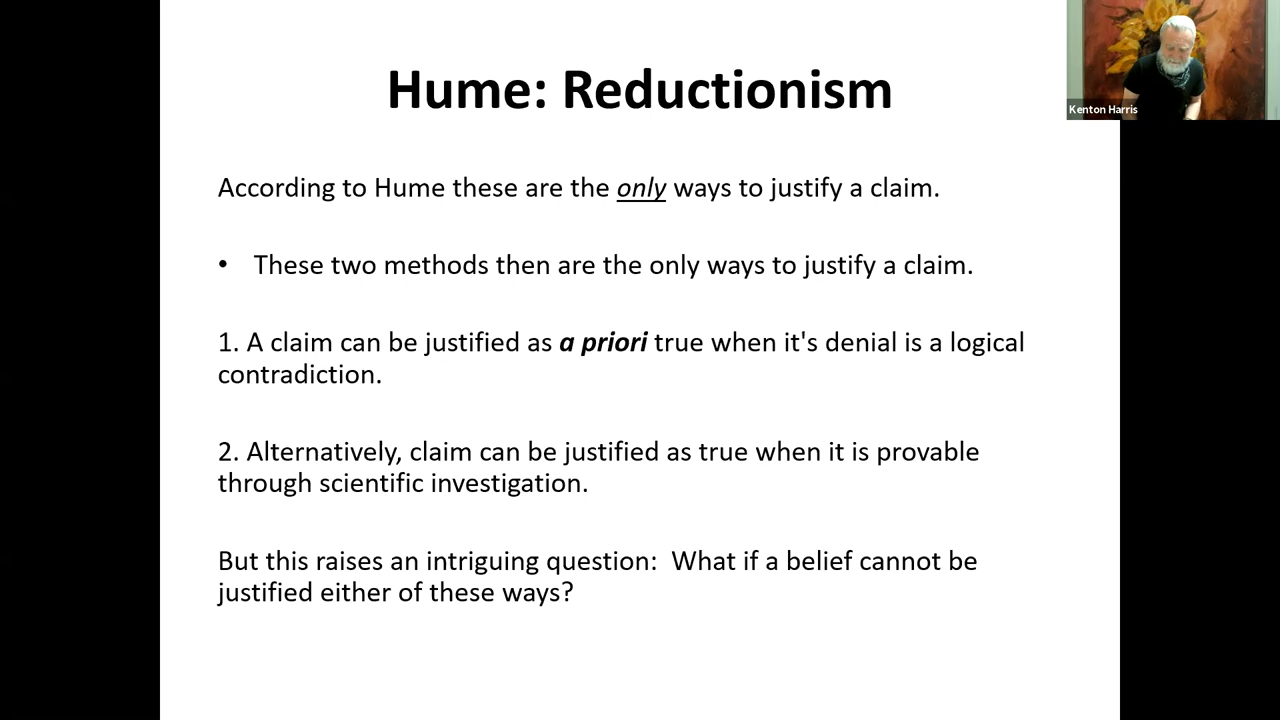 Hume: Reductionism
Kenton Harris
According to Hume these are the only ways to justify a claim.
• These two methods then are the only ways to justify a claim.
1. A claim can be justified as a priori true when it's denial is a logical
contradiction.
2. Alternatively, claim can be justified as true when it is provable
through scientific investigation.
But this raises an intriguing question:  What if a belief cannot be
justified either of these ways?